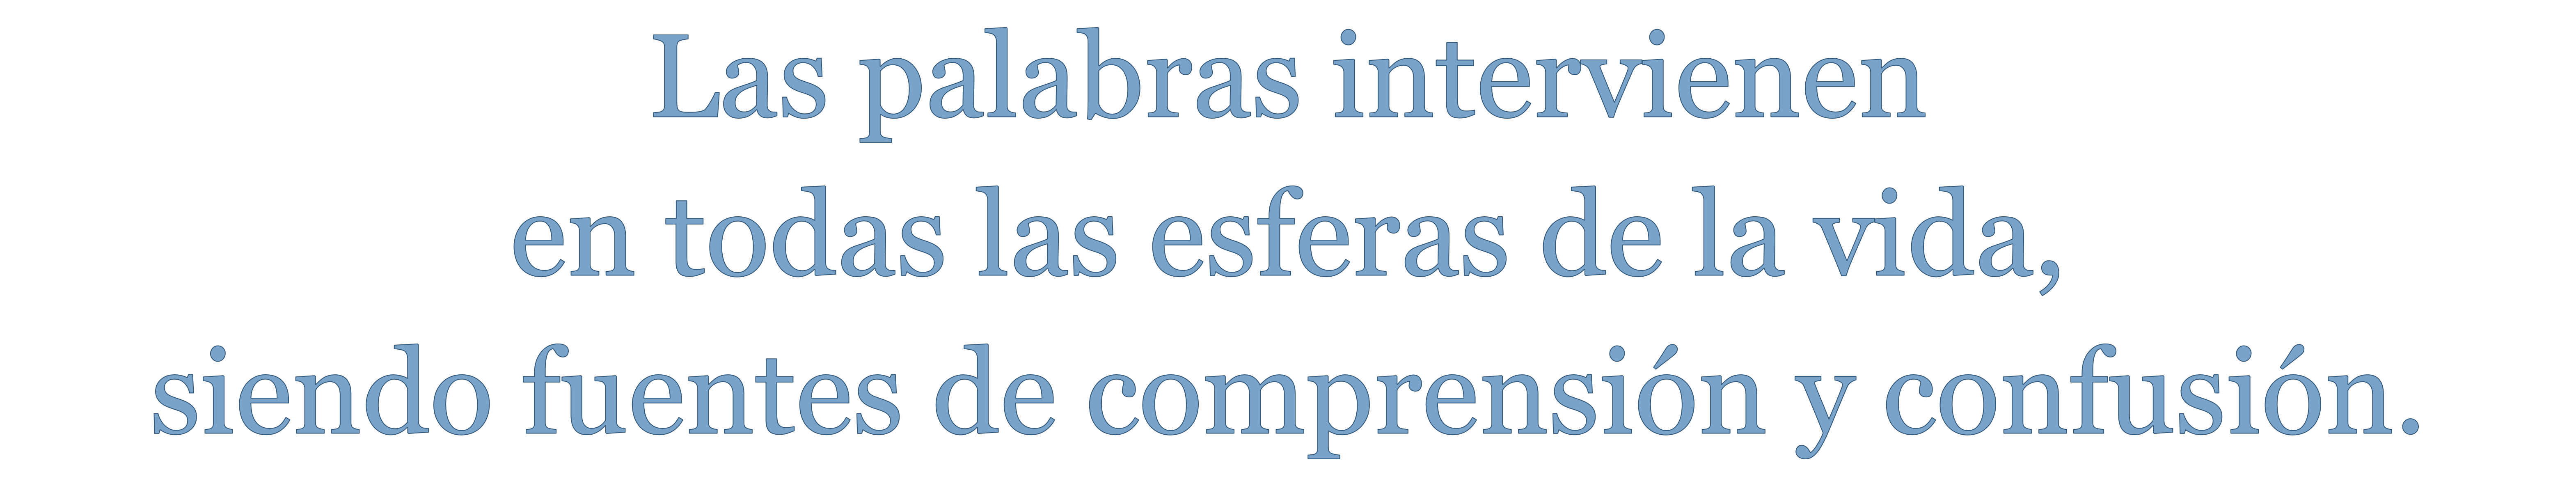 Las palabras intervienen
en todas las esferas de la vida,
siendo fuentes de comprensión y confusión.